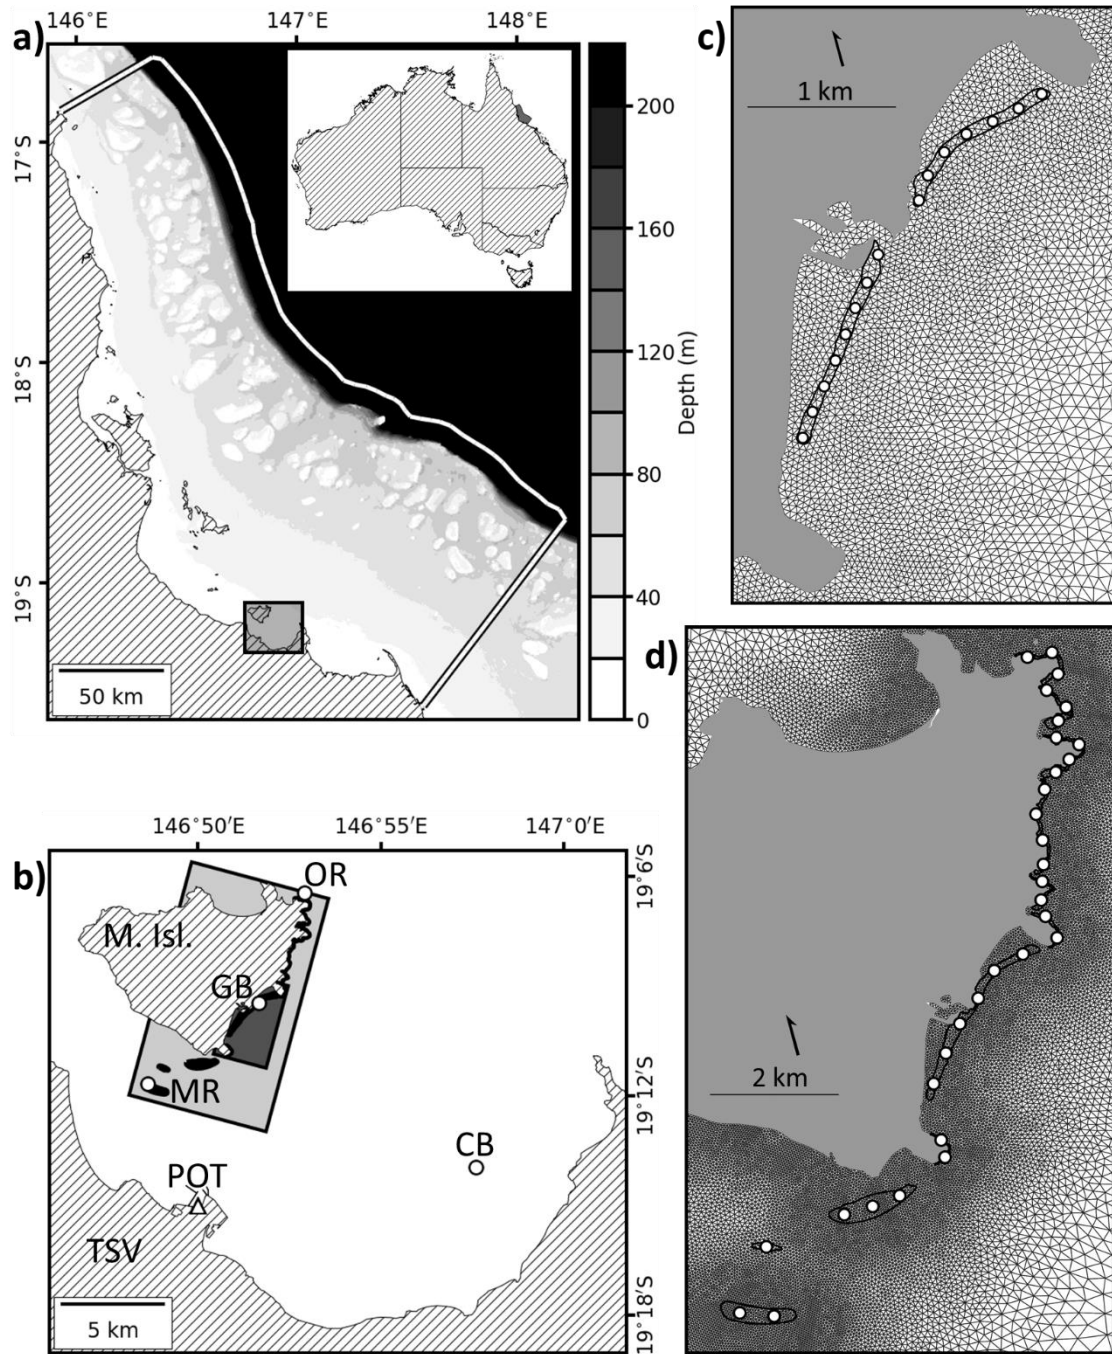 a)
146°E
147°E
148°E
17°S
18°S
19°S
50 km
200
160
120
80
40
0
Depth (m)
b)
146°50′E
146°55′E
147°0′E
19°6′S
19°12′S
19°18′S
OR
M. Isl.
GB
MR
CB
POT
TSV
5 km
c)
1 km
d)
2 km